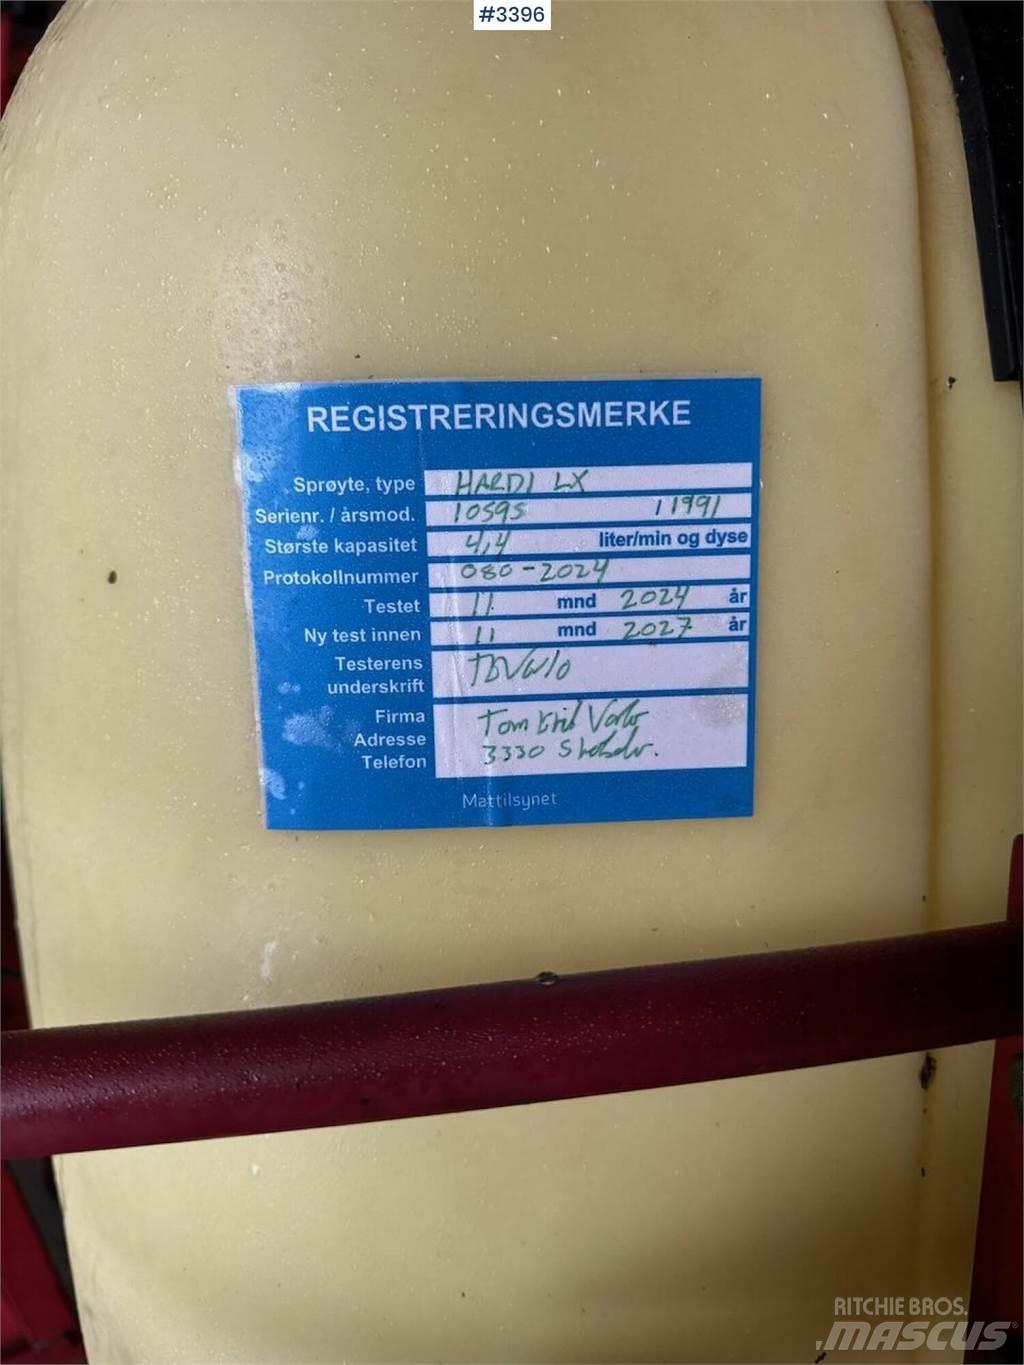 #3396
REGISTRERINGSMERKE
Sprøyte, type HARDI LX
Serienr. / årsmod. 10595 / 1991
Største kapasitet 4,4 liter/min og dyse
Protokollnummer 080-2024
Testet 11 mnd 2024 år
Ny test innen 11 mnd 2027 år
Testerens
underskrift
Firma Tom
Adresse 3330
Telefon
Mattilsynet
RITCHIE BROS.
MASCUS